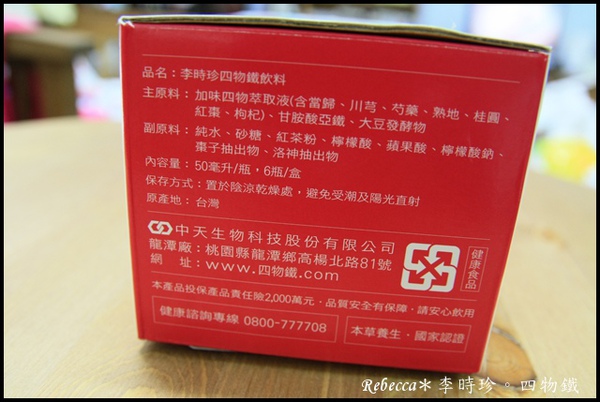 品名：李時珍四物鐵飲料
主原料：加味四物萃取液(含當歸、川芎、芍藥、熟地、桂圓、
紅棗、枸杞)、甘胺酸亞鐵、大豆發酵物
副原料：純水、砂糖、紅茶粉、檸檬酸、蘋果酸、檸檬酸鈉、
棗子抽出物、洛神抽出物
內容量：50毫升/瓶，6瓶/盒
保存方式：置於陰涼乾燥處，避免受潮及陽光直射
原產地：台灣
中天生物科技股份有限公司
龍潭廠：桃園縣龍潭鄉高楊北路81號
網　址：www.四物鐵.com
健康食品
本產品投保產品責任險2,000萬元，品質安全有保障，請安心飲用
健康諮詢專線 0800-777708
本草養生．國家認證
Rebecca＊李時珍。四物鐵